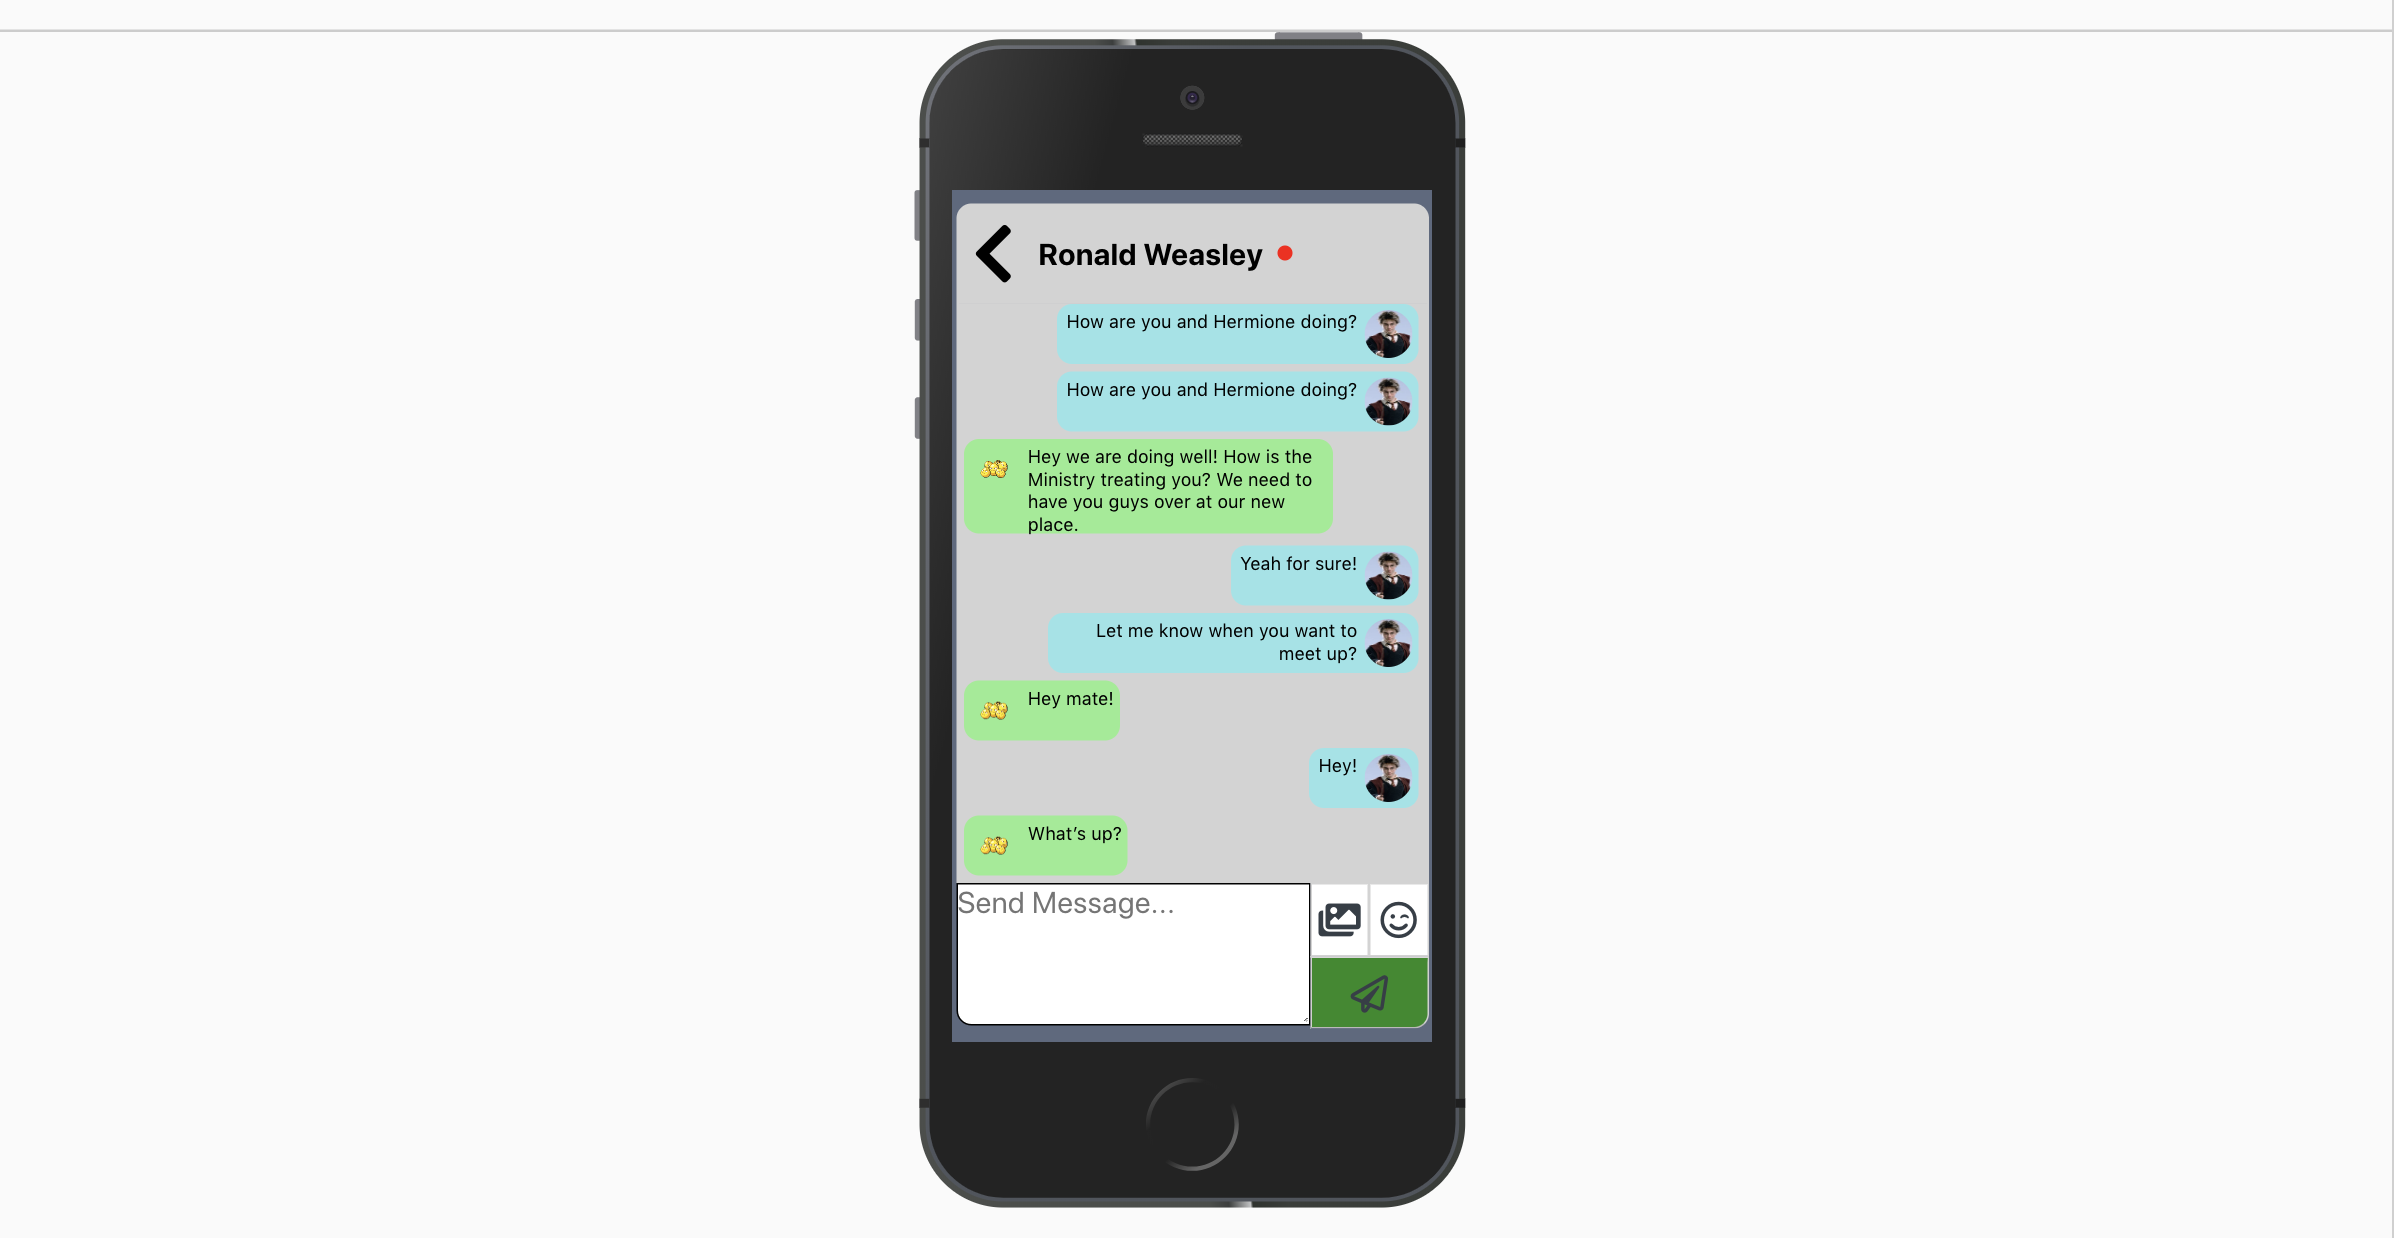 Ronald Weasley
How are you and Hermione doing?
How are you and Hermione doing?
Hey we are doing well! How is the
Ministry treating you? We need to
have you guys over at our new
place.
Yeah for sure!
Let me know when you want to
meet up?
Hey mate!
Hey!
What’s up?
Send Message...